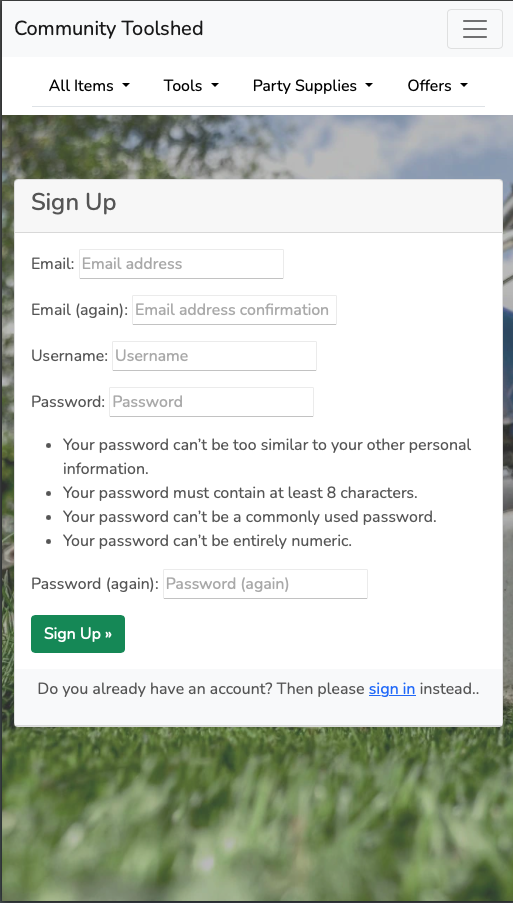 Community Toolshed
All Items Tools Party Supplies Offers
Sign Up
Email: Email address
Email (again): Email address confirmation
Username: Username
Password: Password
• Your password can’t be too similar to your other personal
information.
• Your password must contain at least 8 characters.
• Your password can’t be a commonly used password.
• Your password can’t be entirely numeric.
Password (again): Password (again)
Sign Up »
Do you already have an account? Then please sign in instead..